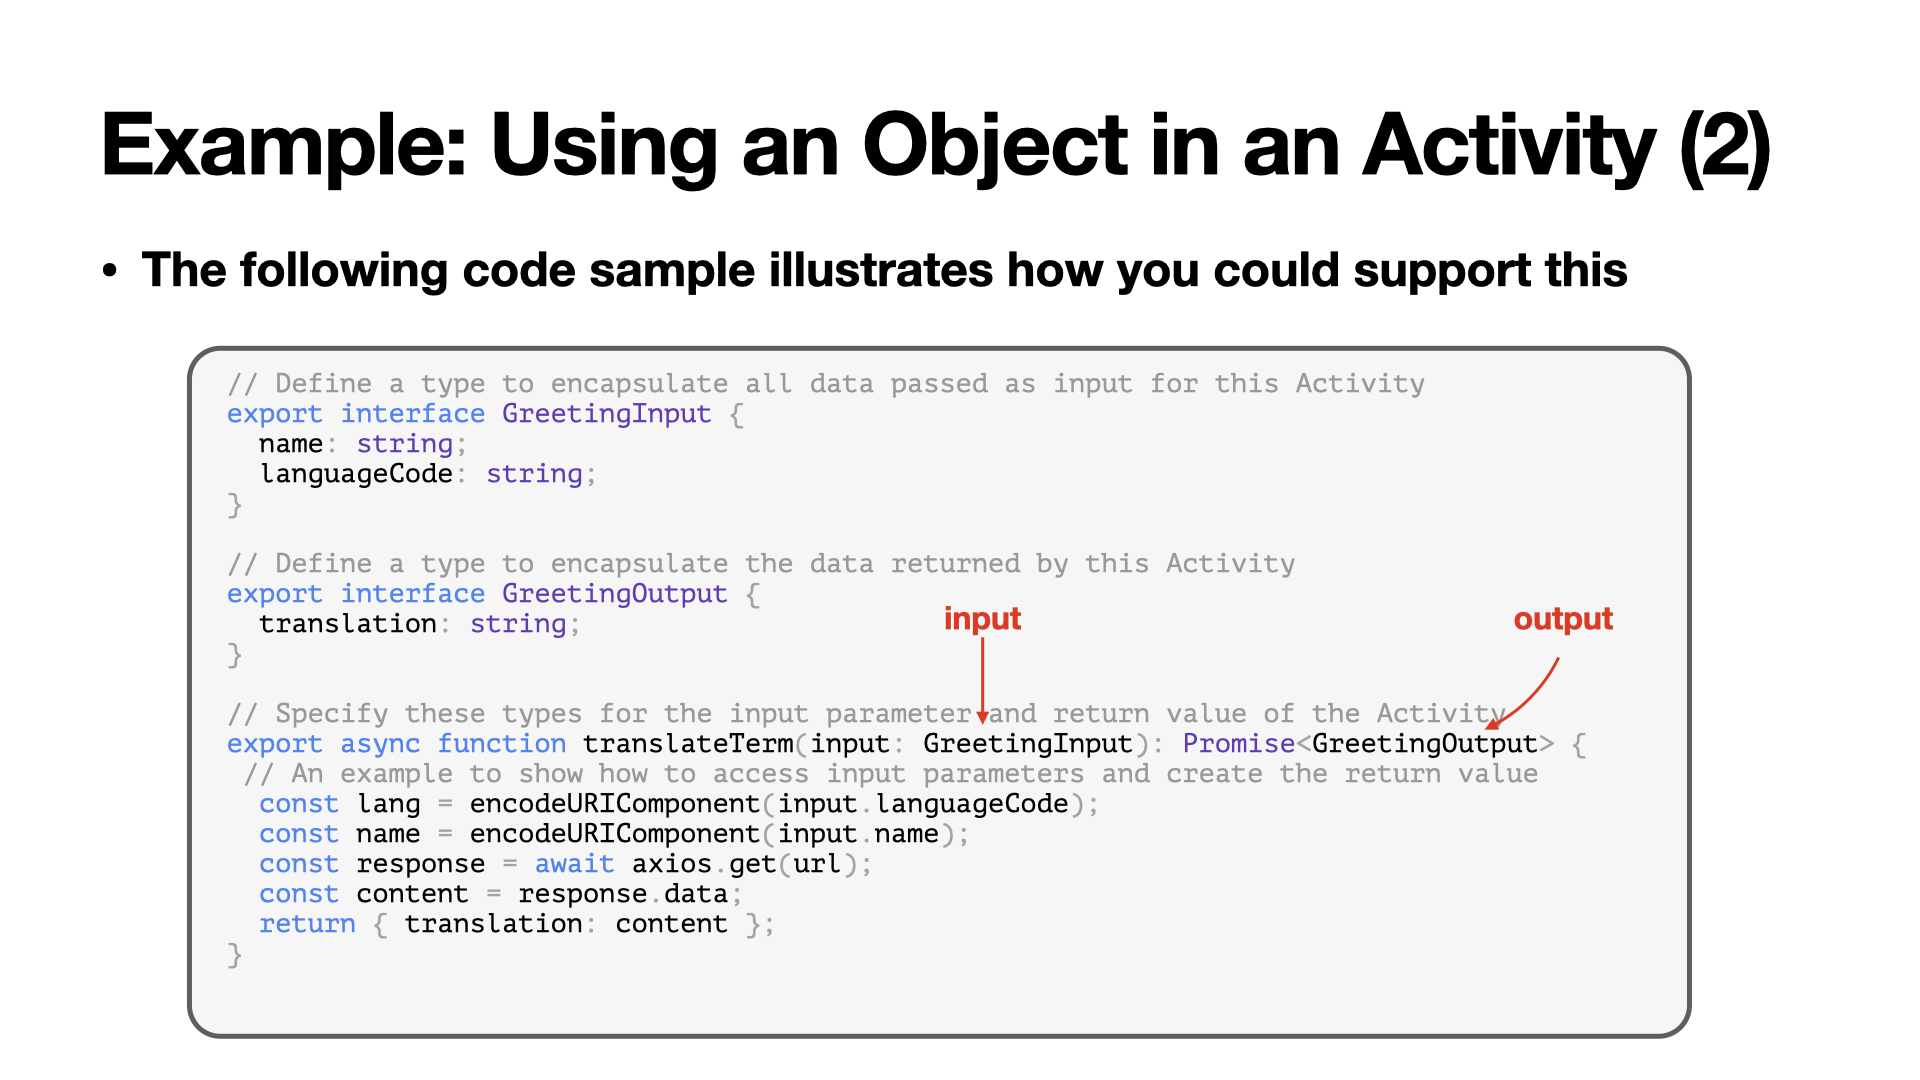 Example: Using an Object in an Activity (2)
• The following code sample illustrates how you could support this
// Define a type to encapsulate all data passed as input for this Activity
export interface GreetingInput {
  name: string;
  languageCode: string;
}
// Define a type to encapsulate the data returned by this Activity
export interface GreetingOutput {
  translation: string;
}
input
output
// Specify these types for the input parameter and return value of the Activity
export async function translateTerm(input: GreetingInput): Promise<GreetingOutput> {
 // An example to show how to access input parameters and create the return value
  const lang = encodeURIComponent(input.languageCode);
  const name = encodeURIComponent(input.name);
  const response = await axios.get(url);
  const content = response.data;
  return { translation: content };
}